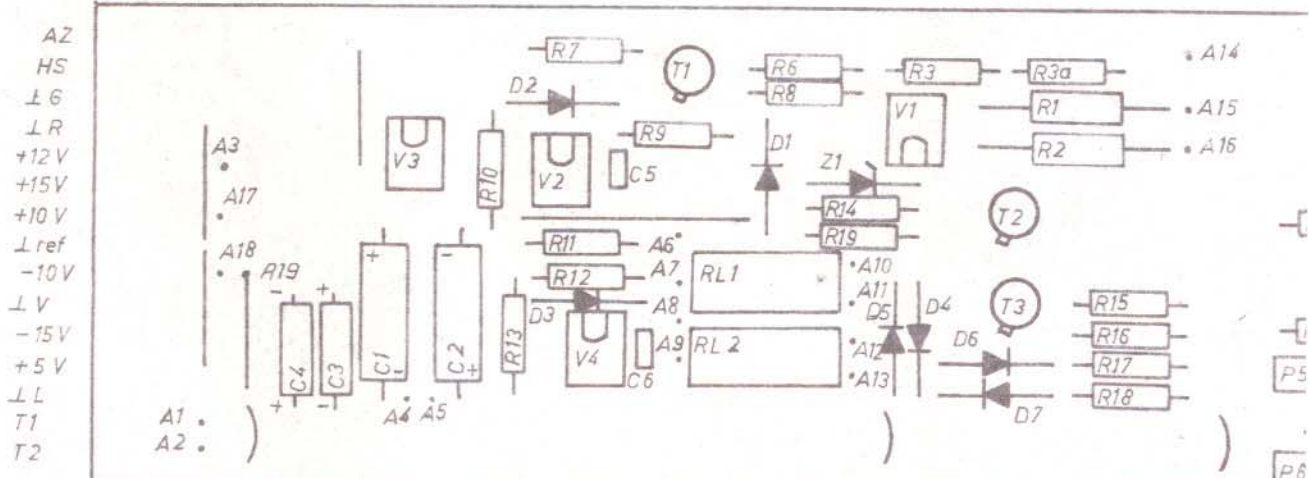 AZ
HS
⊥6
⊥R
+12V
+15V
+10V
⊥ref
-10V
⊥V
-15V
+5V
⊥L
T1
T2
R7
T1
R6
R8
R3
R3a
A14
D2
R1
A15
V1
R9
R2
A16
A3
V3
R10
V2
C5
D1
Z1
A17
R14
T2
R11
A6
R19
A18
R19
R12
A7
RL1
A10
- +
+
-
D3
A8
A11
D5
D4
T3
R15
C4
C3
C1
C2
R13
V4
A9
RL2
A12
D6
R16
R17
C6
A13
P5
+ -
-
+
A4
A5
D7
R18
A1
A2
P6